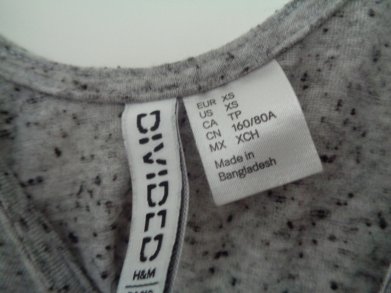 DIVIDED
H&M
EUR XS
US XS
CA TP
CN 160/80A
MX XCH
Made in
Bangladesh